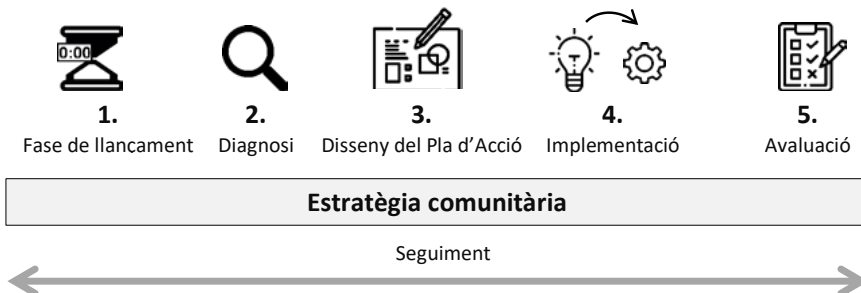 0:00
1.
Fase de llançament
2.
Diagnosi
3.
Disseny del Pla d'Acció
4.
Implementació
5.
Avaluació
Estratègia comunitària
Seguiment